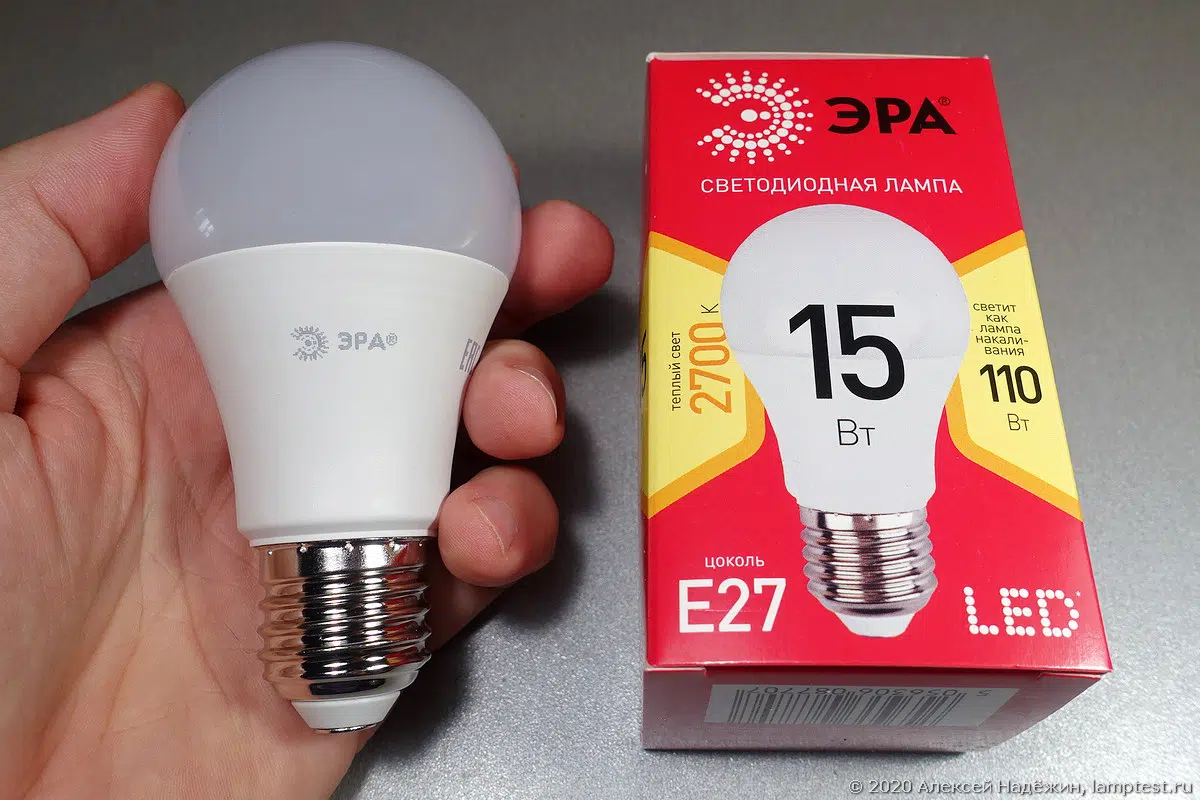 ЭРА®
EAC
ЭРА®
СВЕТОДИОДНАЯ ЛАМПА
теплый свет
2700 К
15
Вт
светит
как
лампа
накали-
вания
110
Вт
цоколь
E27
LED*
© 2020 Алексей Надёжин, lamptest.ru